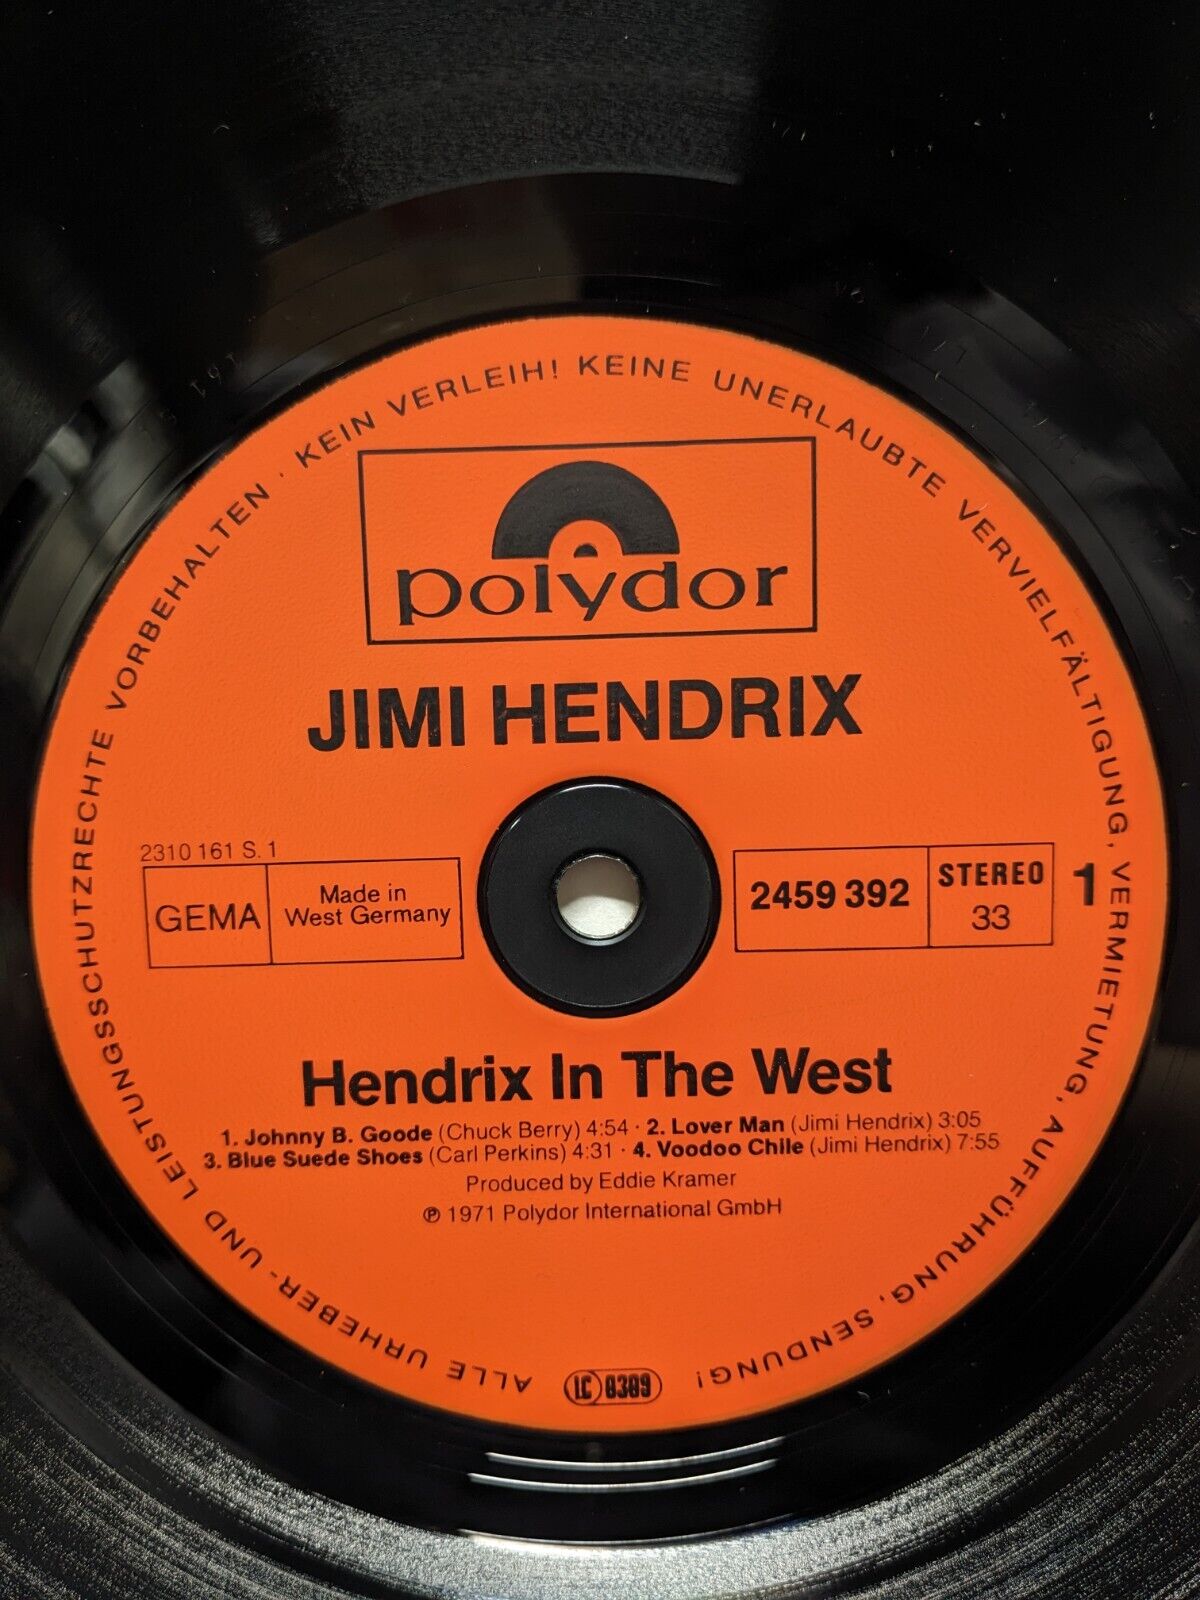 ALLE URHEBER- UND LEISTUNGSSCHUTZRECHTE VORBEHALTEN · KEIN VERLEIH! KEINE UNERLAUBTE VERVIELFÄLTIGUNG, VERMIETUNG, AUFFÜHRUNG, SENDUNG!
polydor
JIMI HENDRIX
2310 161 S. 1
GEMA
Made in
West Germany
2459 392
STEREO
33
1
Hendrix In The West
1. Johnny B. Goode (Chuck Berry) 4:54 · 2. Lover Man (Jimi Hendrix) 3:05
3. Blue Suede Shoes (Carl Perkins) 4:31 · 4. Voodoo Chile (Jimi Hendrix) 7:55
Produced by Eddie Kramer
℗ 1971 Polydor International GmbH
LC 0309